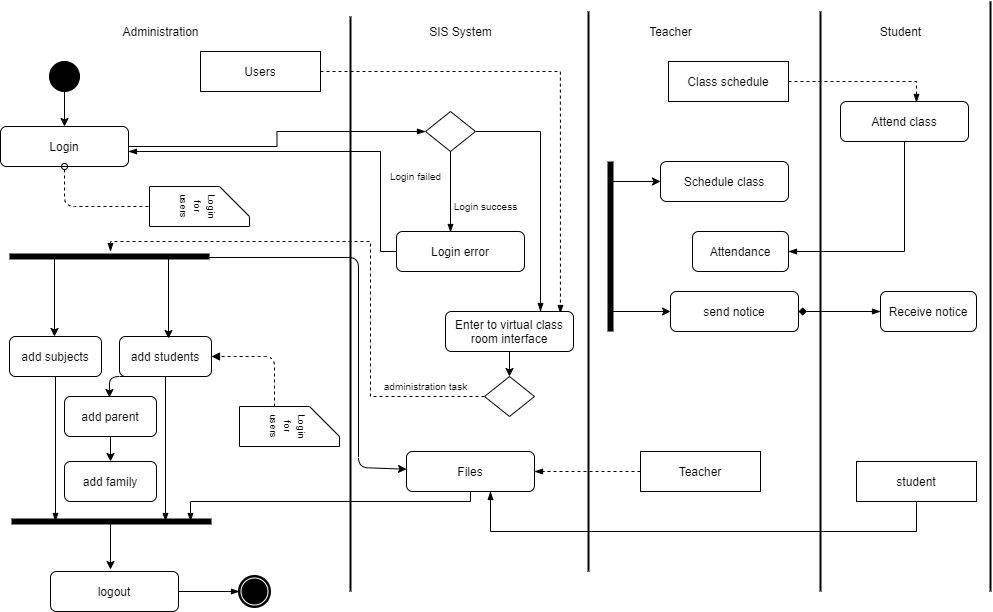 Administration
SIS System
Teacher
Student
Users
Class schedule
Attend class
Login
Login
for
users
Login failed
Login success
Schedule class
Login error
Attendance
Enter to virtual class
room interface
send notice
Receive notice
add subjects
add students
administration task
add parent
Login
for
users
add family
Files
Teacher
student
logout